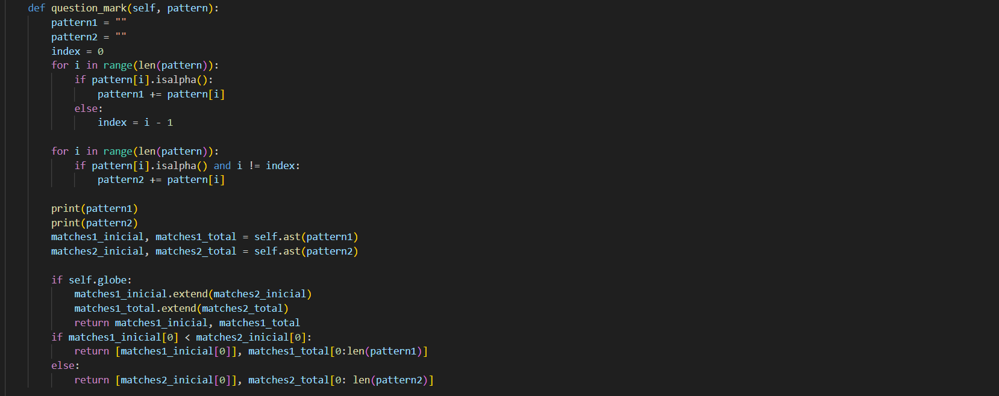 def question_mark(self, pattern):
    pattern1 = ""
    pattern2 = ""
    index = 0
    for i in range(len(pattern)):
        if pattern[i].isalpha():
            pattern1 += pattern[i]
        else:
            index = i - 1

    for i in range(len(pattern)):
        if pattern[i].isalpha() and i != index:
            pattern2 += pattern[i]

    print(pattern1)
    print(pattern2)
    matches1_inicial, matches1_total = self.ast(pattern1)
    matches2_inicial, matches2_total = self.ast(pattern2)

    if self.globe:
        matches1_inicial.extend(matches2_inicial)
        matches1_total.extend(matches2_total)
        return matches1_inicial, matches1_total
    if matches1_inicial[0] < matches2_inicial[0]:
        return [matches1_inicial[0]], matches1_total[0:len(pattern1)]
    else:
        return [matches2_inicial[0]], matches2_total[0: len(pattern2)]